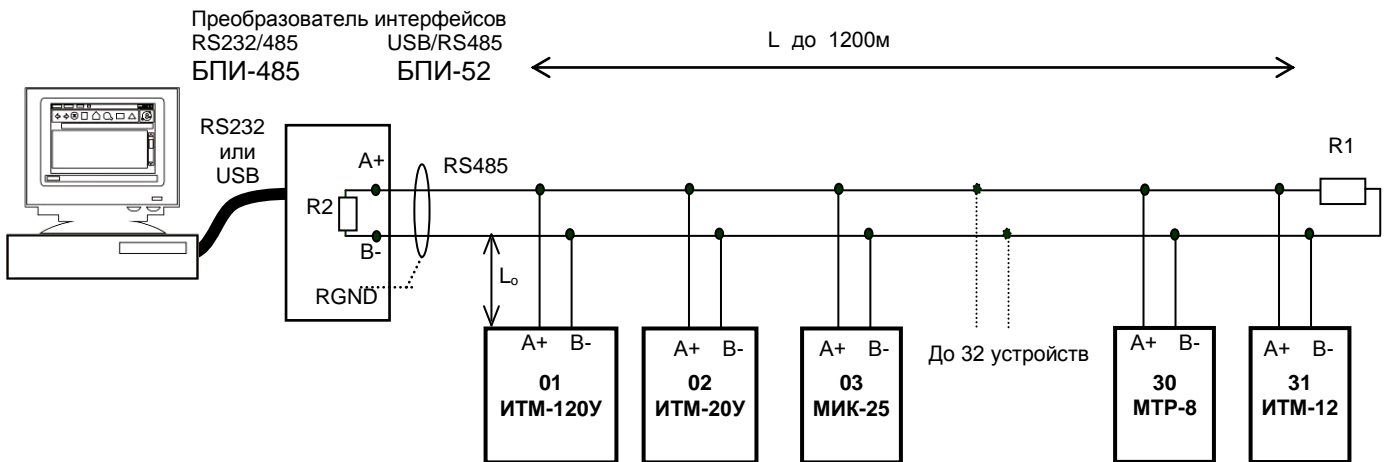 Преобразователь интерфейсов
RS232/485 USB/RS485
БПИ-485 БПИ-52
L до 1200м
RS232
или
USB
A+
RS485
R1
R2
B-
RGND
Lо
A+ B-
01
ИТМ-120У
A+ B-
02
ИТМ-20У
A+ B-
03
МИК-25
До 32 устройств
A+ B-
30
МТР-8
A+ B-
31
ИТМ-12